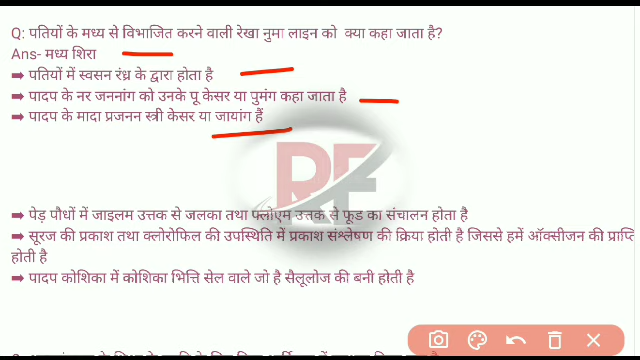 Q: पतियों के मध्य से विभाजित करने वाली रेखा नुमा लाइन को क्या कहा जाता है?
Ans- मध्य शिरा
➡ पतियों में स्वसन रंध्र के द्वारा होता है
➡ पादप के नर जननांग को उनके पू केसर या पुमंग कहा जाता है
➡ पादप के मादा प्रजनन स्त्री केसर या जायांग हैं
RF
➡ पेड़ पौधों में जाइलम उत्तक से जलका तथा फ्लोएम उत्तक से फूड का संचालन होता है
➡ सूरज की प्रकाश तथा क्लोरोफिल की उपस्थिति में प्रकाश संश्लेषण की क्रिया होती है जिससे हमें ऑक्सीजन की प्राप्ति
होती है
➡ पादप कोशिका में कोशिका भित्ति सेल वाले जो है सैलूलोज की बनी होती है